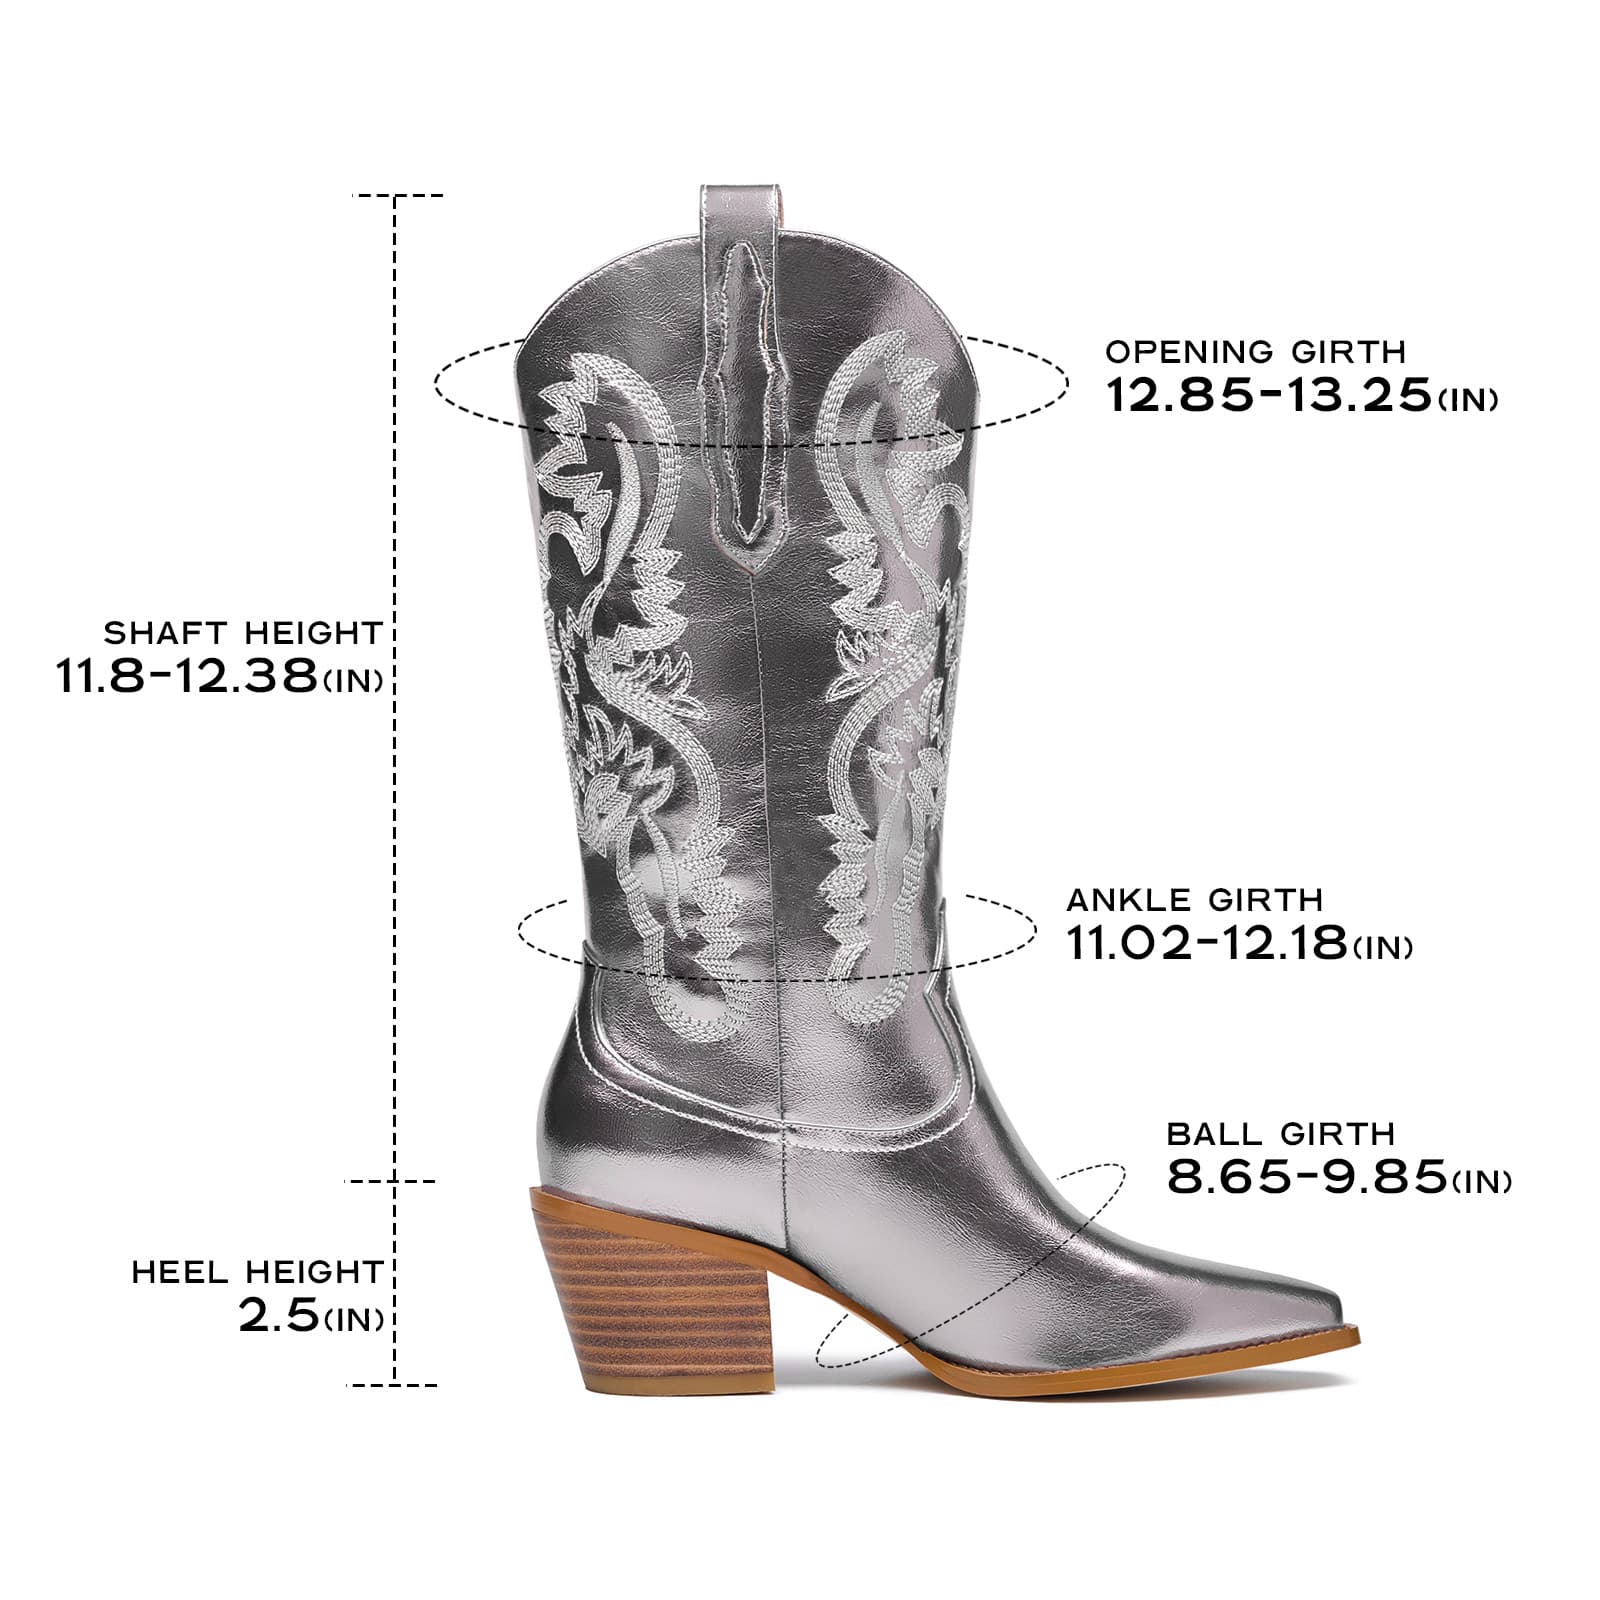 OPENING GIRTH
12.85-13.25(IN)
SHAFT HEIGHT
11.8-12.38(IN)
ANKLE GIRTH
11.02-12.18(IN)
BALL GIRTH
8.65-9.85(IN)
HEEL HEIGHT
2.5(IN)